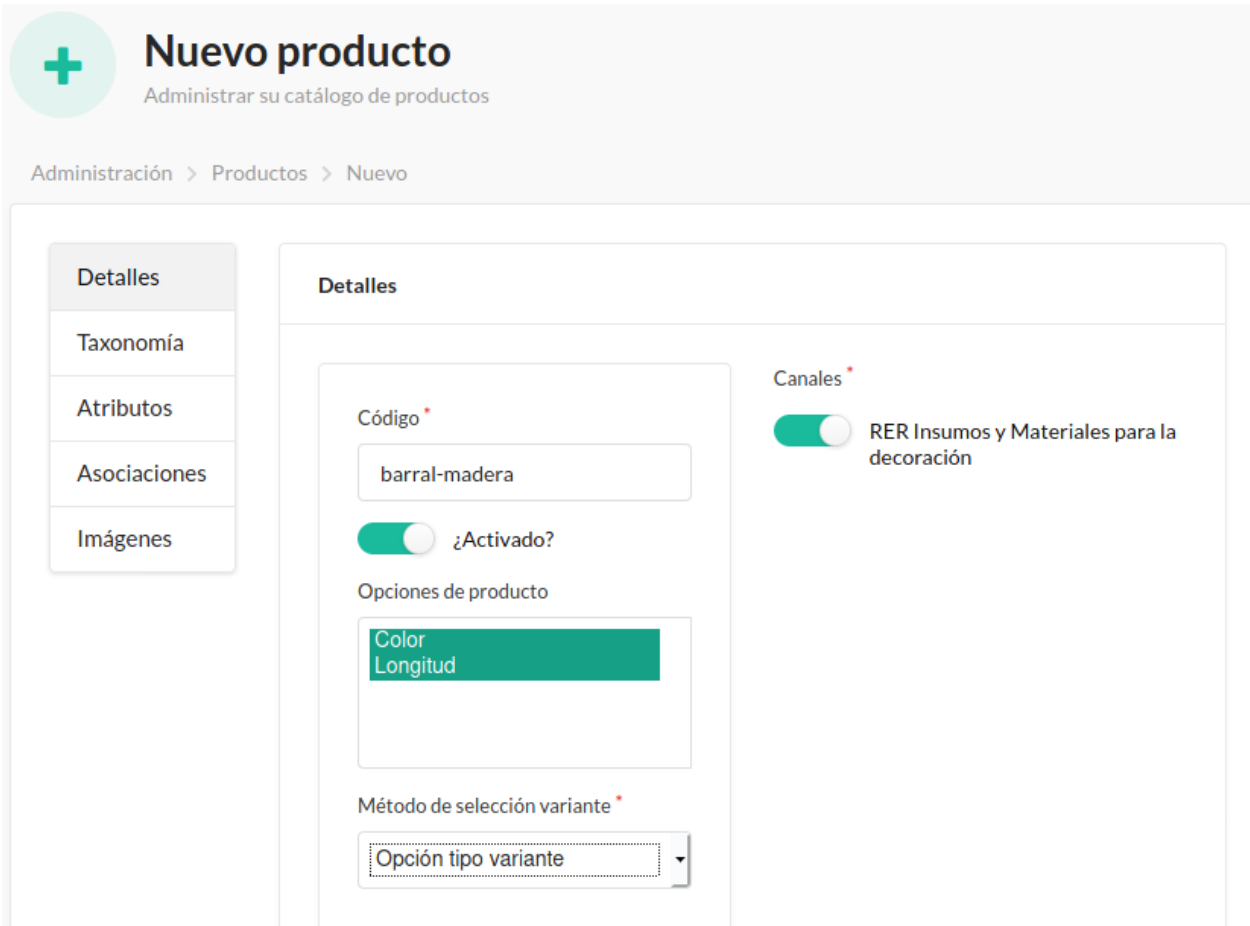 Nuevo producto
Administrar su catálogo de productos
Administración > Productos > Nuevo
Detalles
Taxonomía
Atributos
Asociaciones
Imágenes
Detalles
Código *
barral-madera
¿Activado?
Opciones de producto
Color
Longitud
Método de selección variante *
Opción tipo variante
Canales *
RER Insumos y Materiales para la
decoración